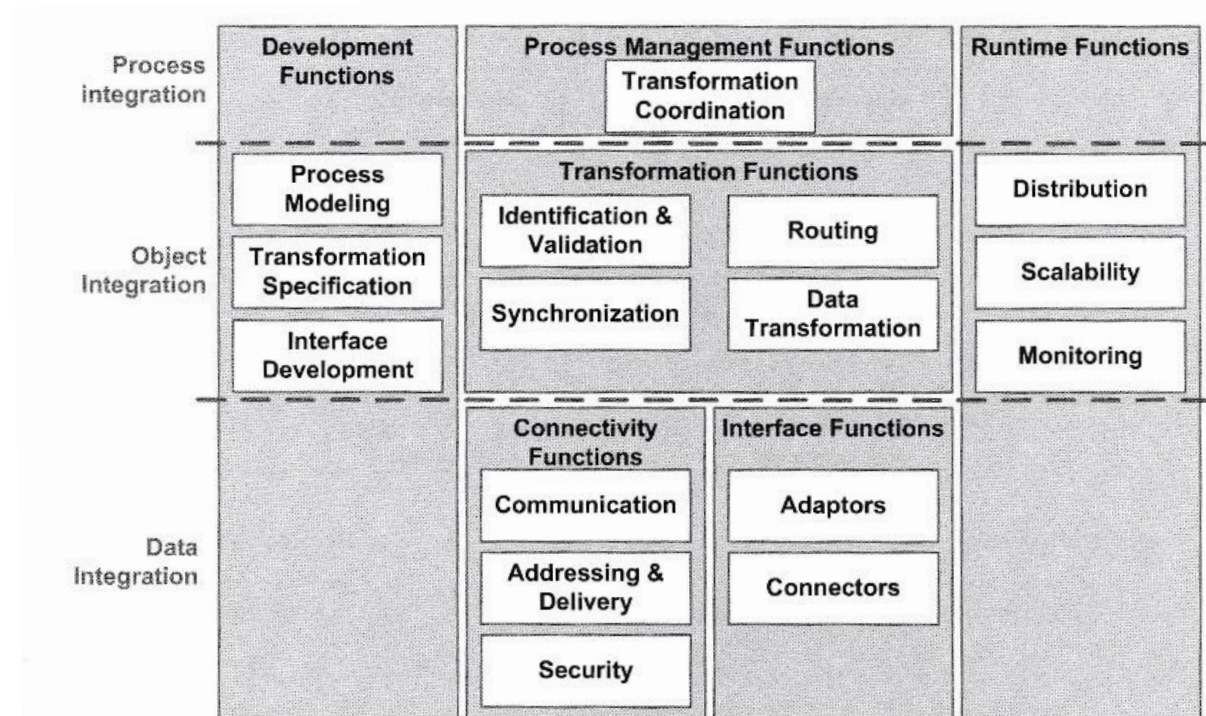 Process
integration
Development
Functions
Process Management Functions
Transformation
Coordination
Runtime Functions
Object
Integration
Process
Modeling
Transformation
Specification
Interface
Development
Transformation Functions
Identification &
Validation
Routing
Synchronization
Data
Transformation
Distribution
Scalability
Monitoring
Data
Integration
Connectivity
Functions
Communication
Addressing &
Delivery
Security
Interface Functions
Adaptors
Connectors